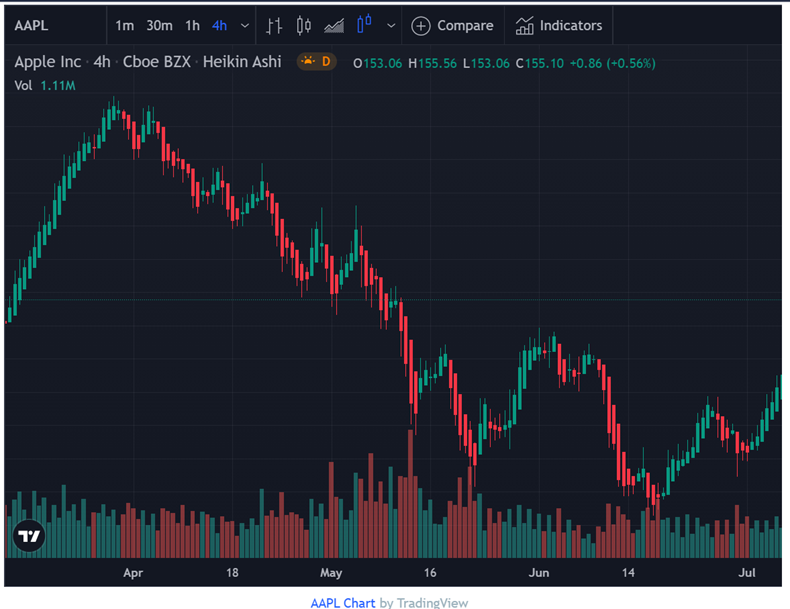 AAPL 1m 30m 1h 4h Compare Indicators
Apple Inc · 4h · Cboe BZX · Heikin Ashi D O153.06 H155.56 L153.06 C155.10 +0.86 (+0.56%)
Vol 1.11M
Apr 18 May 16 Jun 14 Jul
AAPL Chart by TradingView